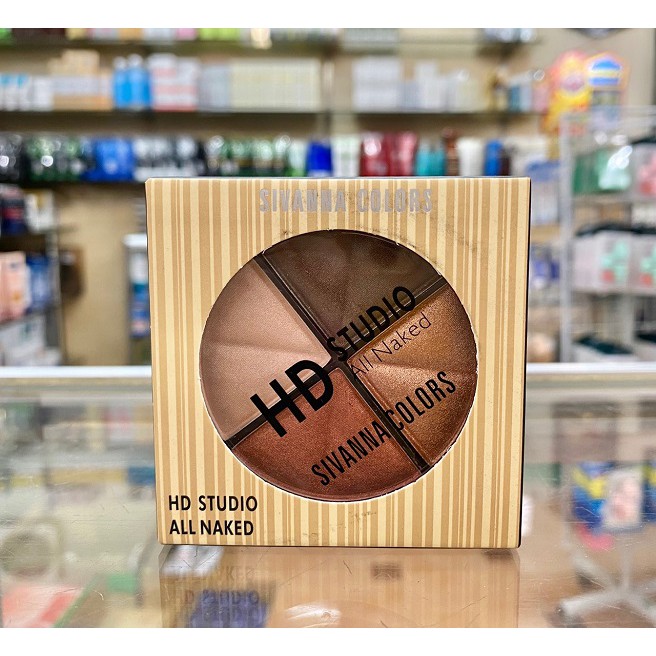 SIVANNA COLORS
HD STUDIO
All Naked
SIVANNA COLORS
HD STUDIO
ALL NAKED